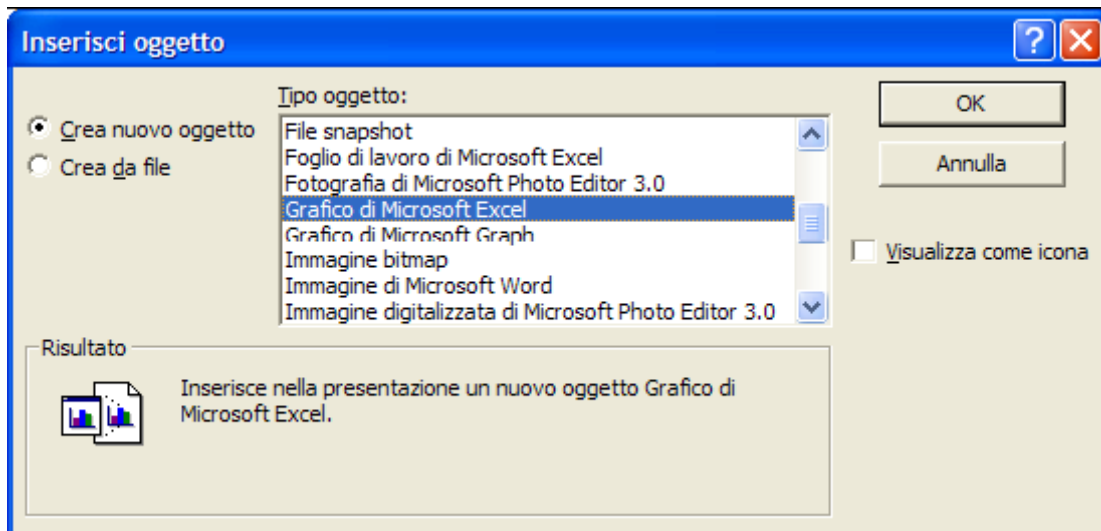 Inserisci oggetto
Tipo oggetto:
Crea nuovo oggetto
Crea da file
File snapshot
Foglio di lavoro di Microsoft Excel
Fotografia di Microsoft Photo Editor 3.0
Grafico di Microsoft Excel
Grafico di Microsoft Graph
Immagine bitmap
Immagine di Microsoft Word
Immagine digitalizzata di Microsoft Photo Editor 3.0
OK
Annulla
Visualizza come icona
Risultato
Inserisce nella presentazione un nuovo oggetto Grafico di
Microsoft Excel.